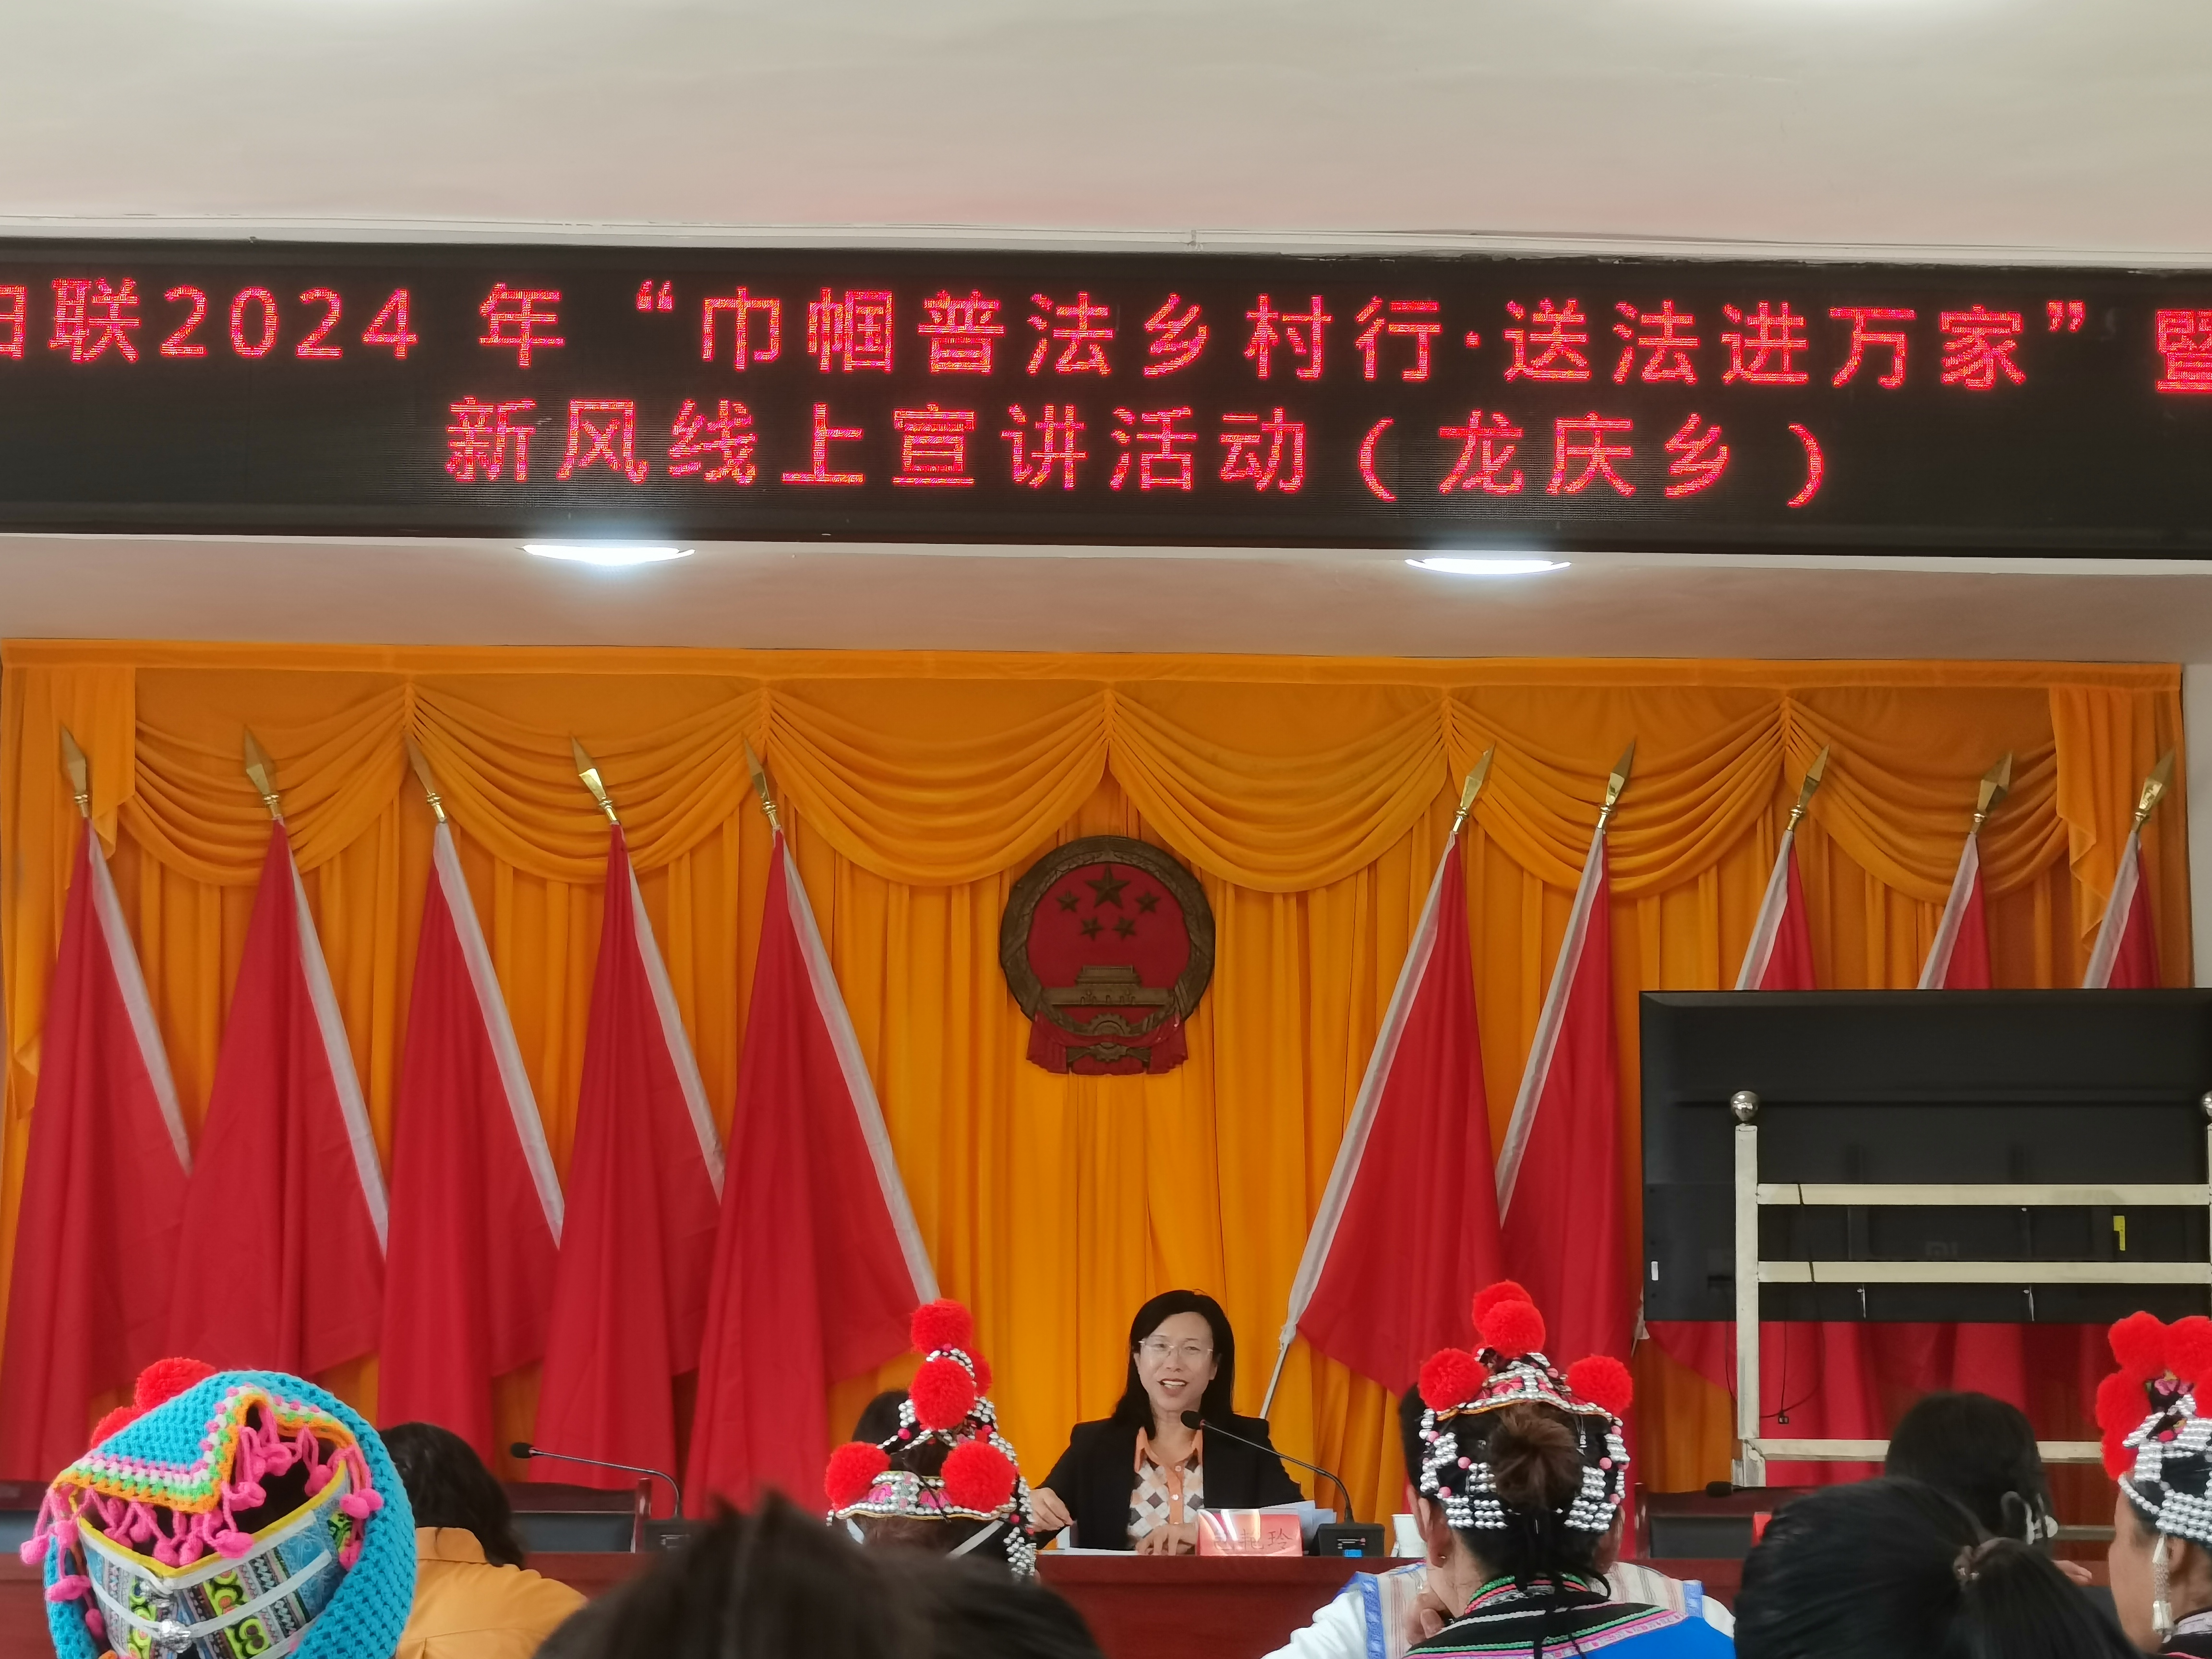 联2024 年 “巾帼普法乡村行·送法进万家” 暨
新风线上宣讲活动（龙庆乡）